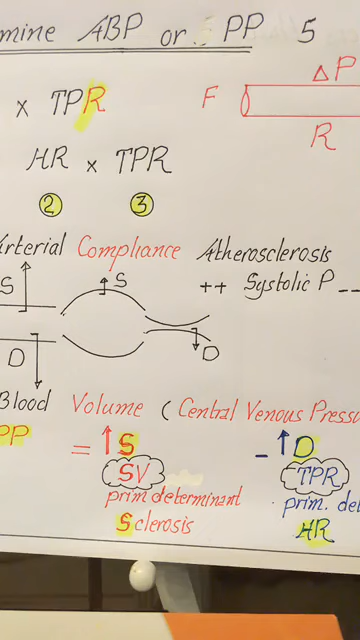 mine ABP or PP 5
ΔP
x TPR F
R
HR x TPR
2 3
Arterial Compliance Atherosclerosis
S S ++ Systolic P --
D D
Blood Volume (Central Venous Pressu
PP = ↑S - ↑D
SV TPR
prim determinant prim. de
Sclerosis HR